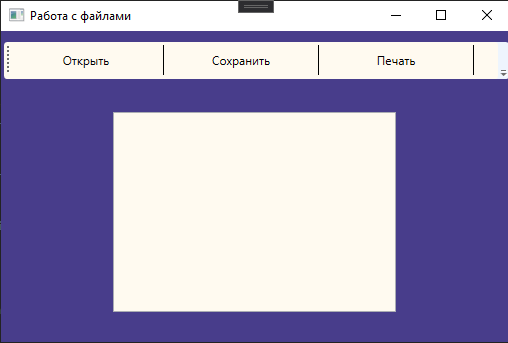 Работа с файлами
Открыть Сохранить Печать